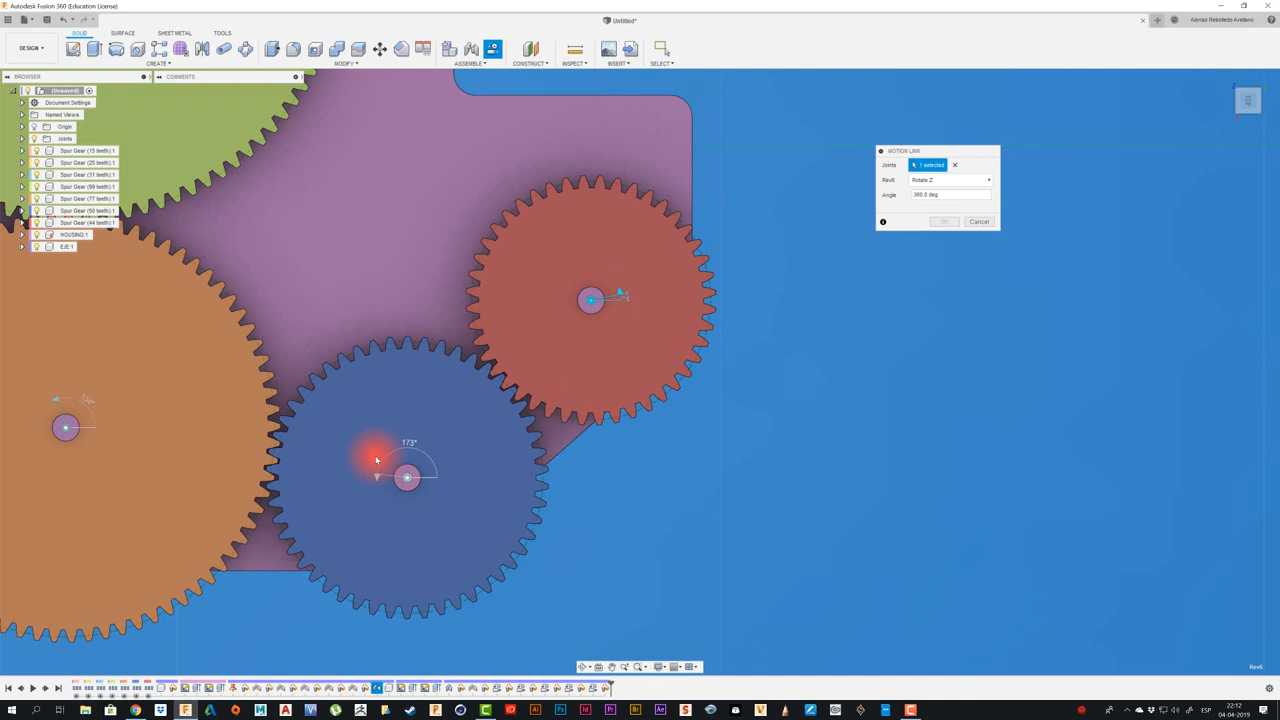 Autodesk Fusion 360 (Education License)
Untitled*
Alonso Rebolledo Arellano
DESIGN
SOLID SURFACE SHEET METAL TOOLS
CREATE MODIFY ASSEMBLE CONSTRUCT INSPECT INSERT SELECT
BROWSER
COMMENTS
(Unsaved)
Document Settings
Named Views
Origin
Joints
Spur Gear (15 teeth):1
Spur Gear (25 teeth):1
Spur Gear (31 teeth):1
Spur Gear (99 teeth):1
Spur Gear (77 teeth):1
Spur Gear (50 teeth):1
Spur Gear (44 teeth):1
HOUSING:1
EJE:1
TOP
MOTION LINK
Joints 1 selected
Rev6 Rotate Z
Angle 360.0 deg
OK Cancel
104°
173°
Rev6
ESP
22:12
04-04-2019